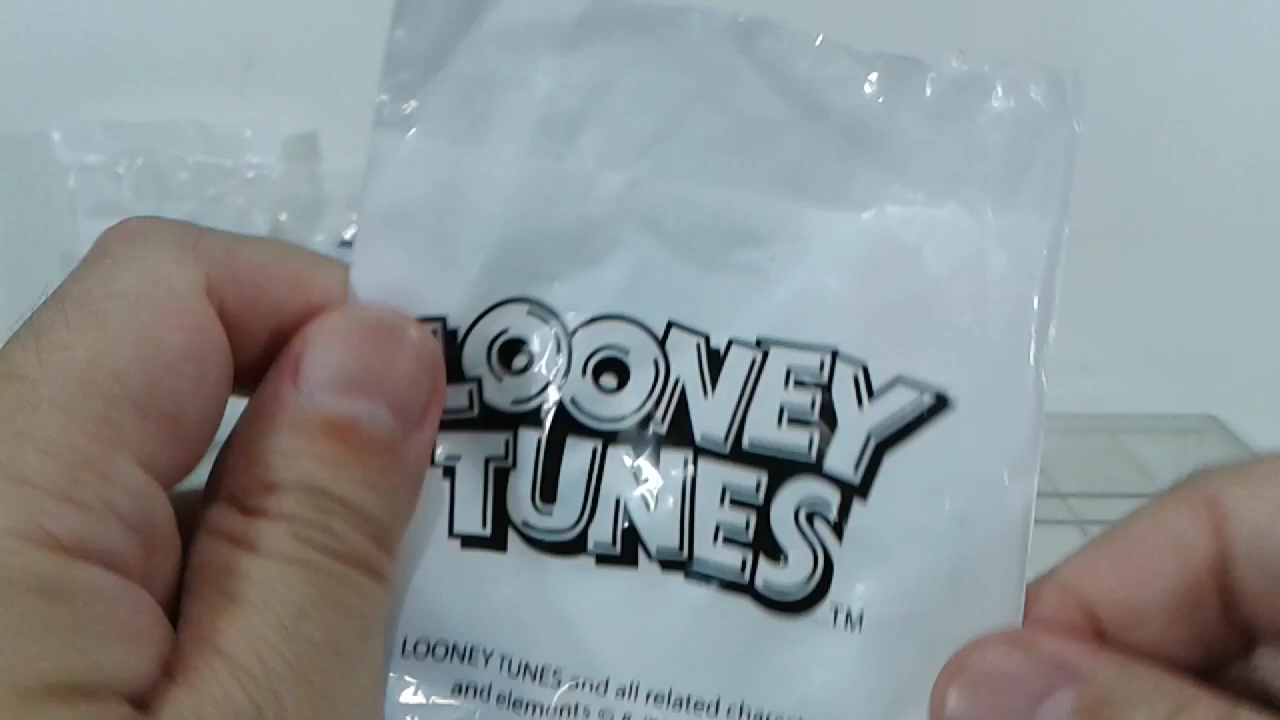 LOONEY
TUNES
TM
LOONEY TUNES and all related
and elements ©